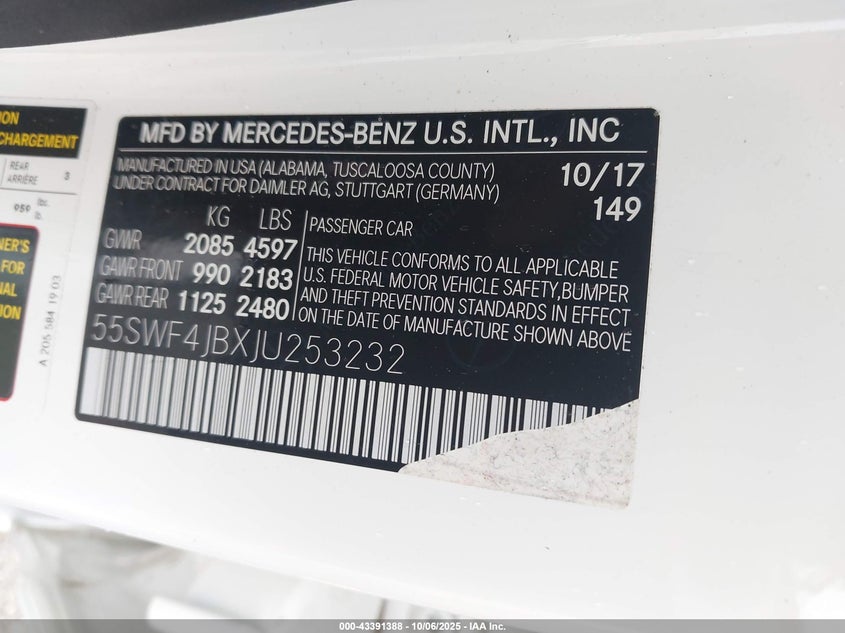 ION
CHARGEMENT
REAR
ARRIÈRE
3
959 lbs.
lb.
NER'S
FOR
NAL
TION
A 205 584 19 03
MFD BY MERCEDES-BENZ U.S. INTL., INC
MANUFACTURED IN USA (ALABAMA, TUSCALOOSA COUNTY)
UNDER CONTRACT FOR DAIMLER AG, STUTTGART (GERMANY)
10/17
149
KG LBS
GVWR 2085 4597
GAWR FRONT 990 2183
GAWR REAR 1125 2480
PASSENGER CAR
THIS VEHICLE CONFORMS TO ALL APPLICABLE
U.S. FEDERAL MOTOR VEHICLE SAFETY,BUMPER
AND THEFT PREVENTION STANDARDS IN EFFECT
ON THE DATE OF MANUFACTURE SHOWN ABOVE
55SWF4JBXJU253232
000-43391388 - 10/06/2025 - © IAA Inc.